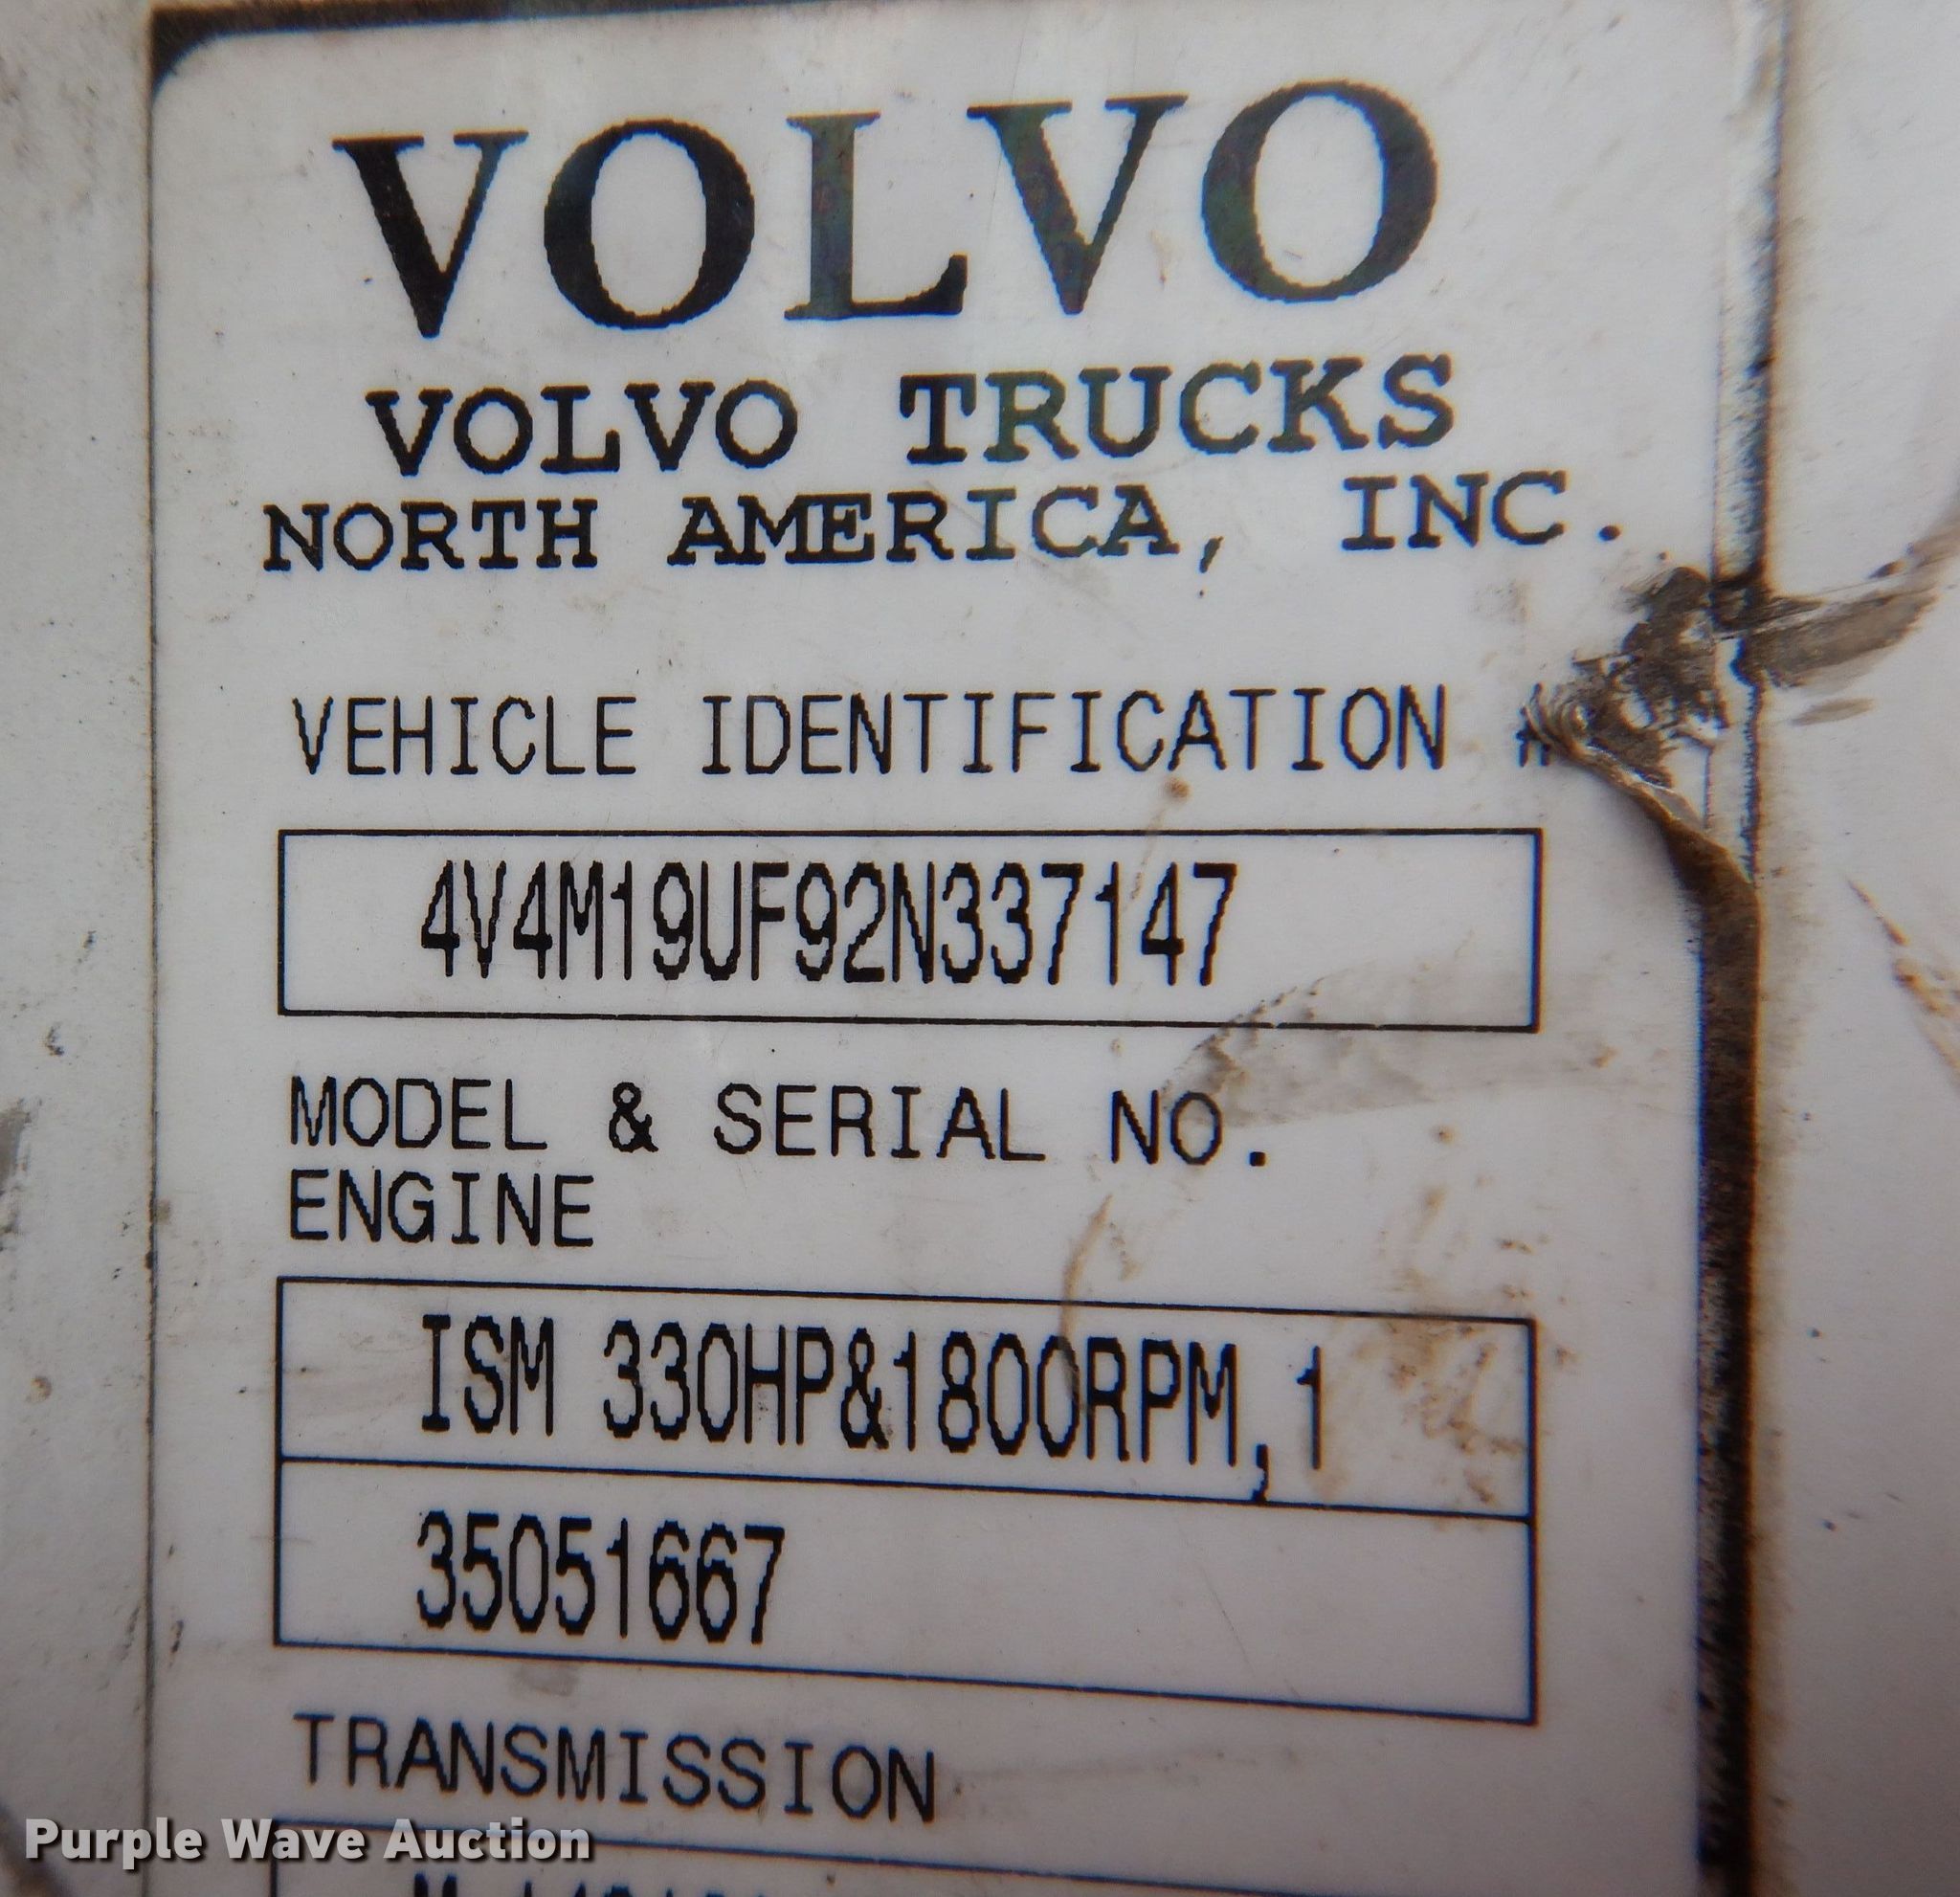 VOLVO
VOLVO TRUCKS
NORTH AMERICA, INC.
VEHICLE IDENTIFICATION
4V4M19UF92N337147
MODEL & SERIAL NO.
ENGINE
ISM 330HP&1800RPM,1
35051667
TRANSMISSION
Purple Wave Auction